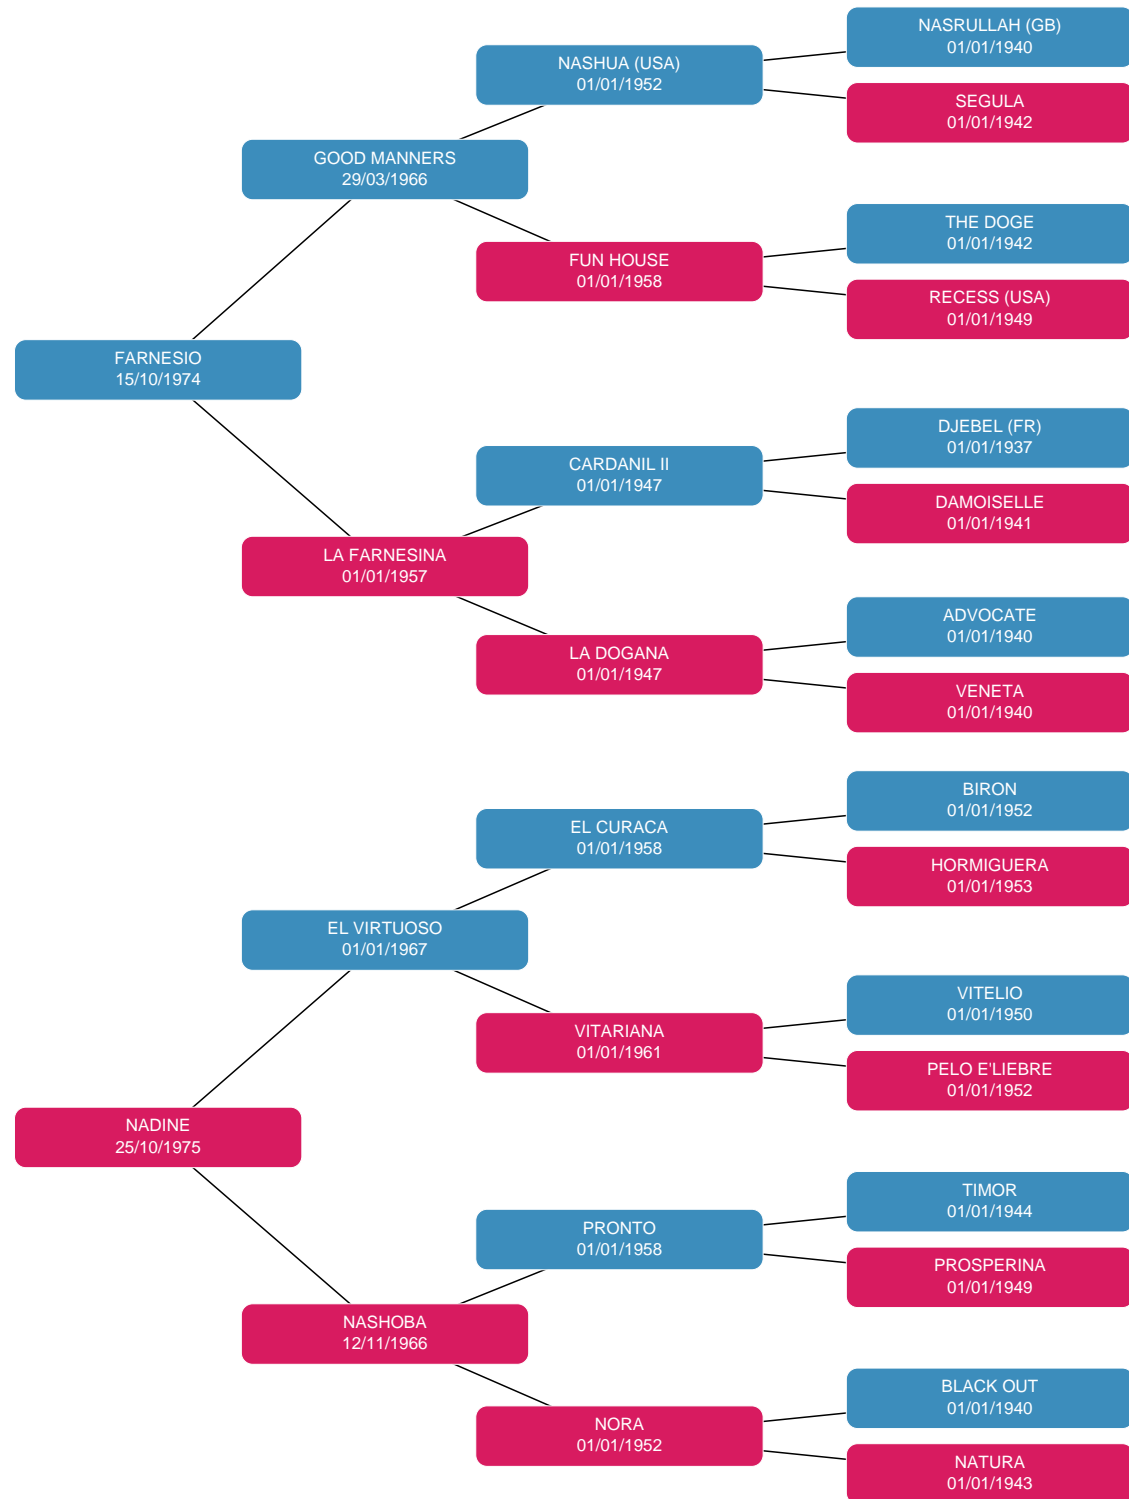 NASRULLAH (GB)
01/01/1940
NASHUA (USA)
01/01/1952
SEGULA
01/01/1942
GOOD MANNERS
29/03/1966
THE DOGE
01/01/1942
FUN HOUSE
01/01/1958
RECESS (USA)
01/01/1949
FARNESIO
15/10/1974
DJEBEL (FR)
01/01/1937
CARDANIL II
01/01/1947
DAMOISELLE
01/01/1941
LA FARNESINA
01/01/1957
ADVOCATE
01/01/1940
LA DOGANA
01/01/1947
VENETA
01/01/1940
BIRON
01/01/1952
EL CURACA
01/01/1958
HORMIGUERA
01/01/1953
EL VIRTUOSO
01/01/1967
VITELIO
01/01/1950
VITARIANA
01/01/1961
PELO E'LIEBRE
01/01/1952
NADINE
25/10/1975
TIMOR
01/01/1944
PRONTO
01/01/1958
PROSPERINA
01/01/1949
NASHOBA
12/11/1966
BLACK OUT
01/01/1940
NORA
01/01/1952
NATURA
01/01/1943